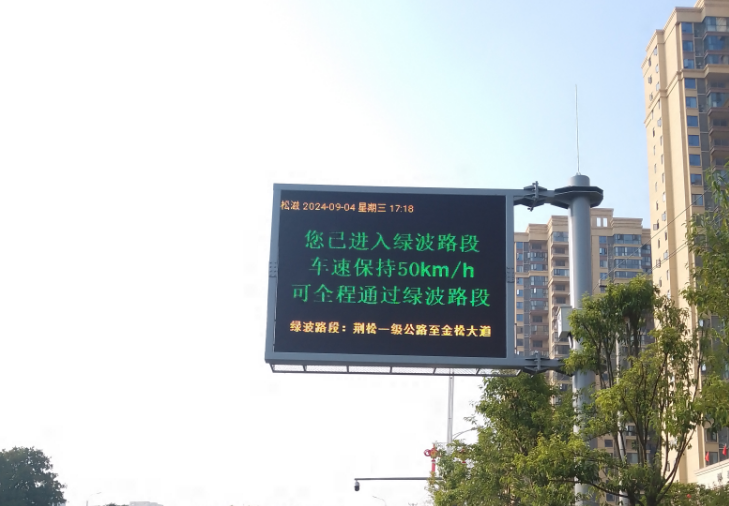 松滋 2024-09-04 星期三 17:18
您已进入绿波路段
车速保持50km/h
可全程通过绿波路段
绿波路段：荆松一级公路至金松大道